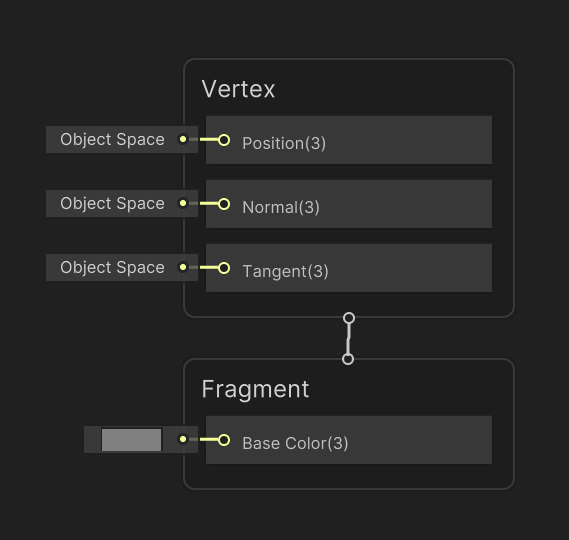 Vertex
Object Space
Position(3)
Object Space
Normal(3)
Object Space
Tangent(3)
Fragment
Base Color(3)